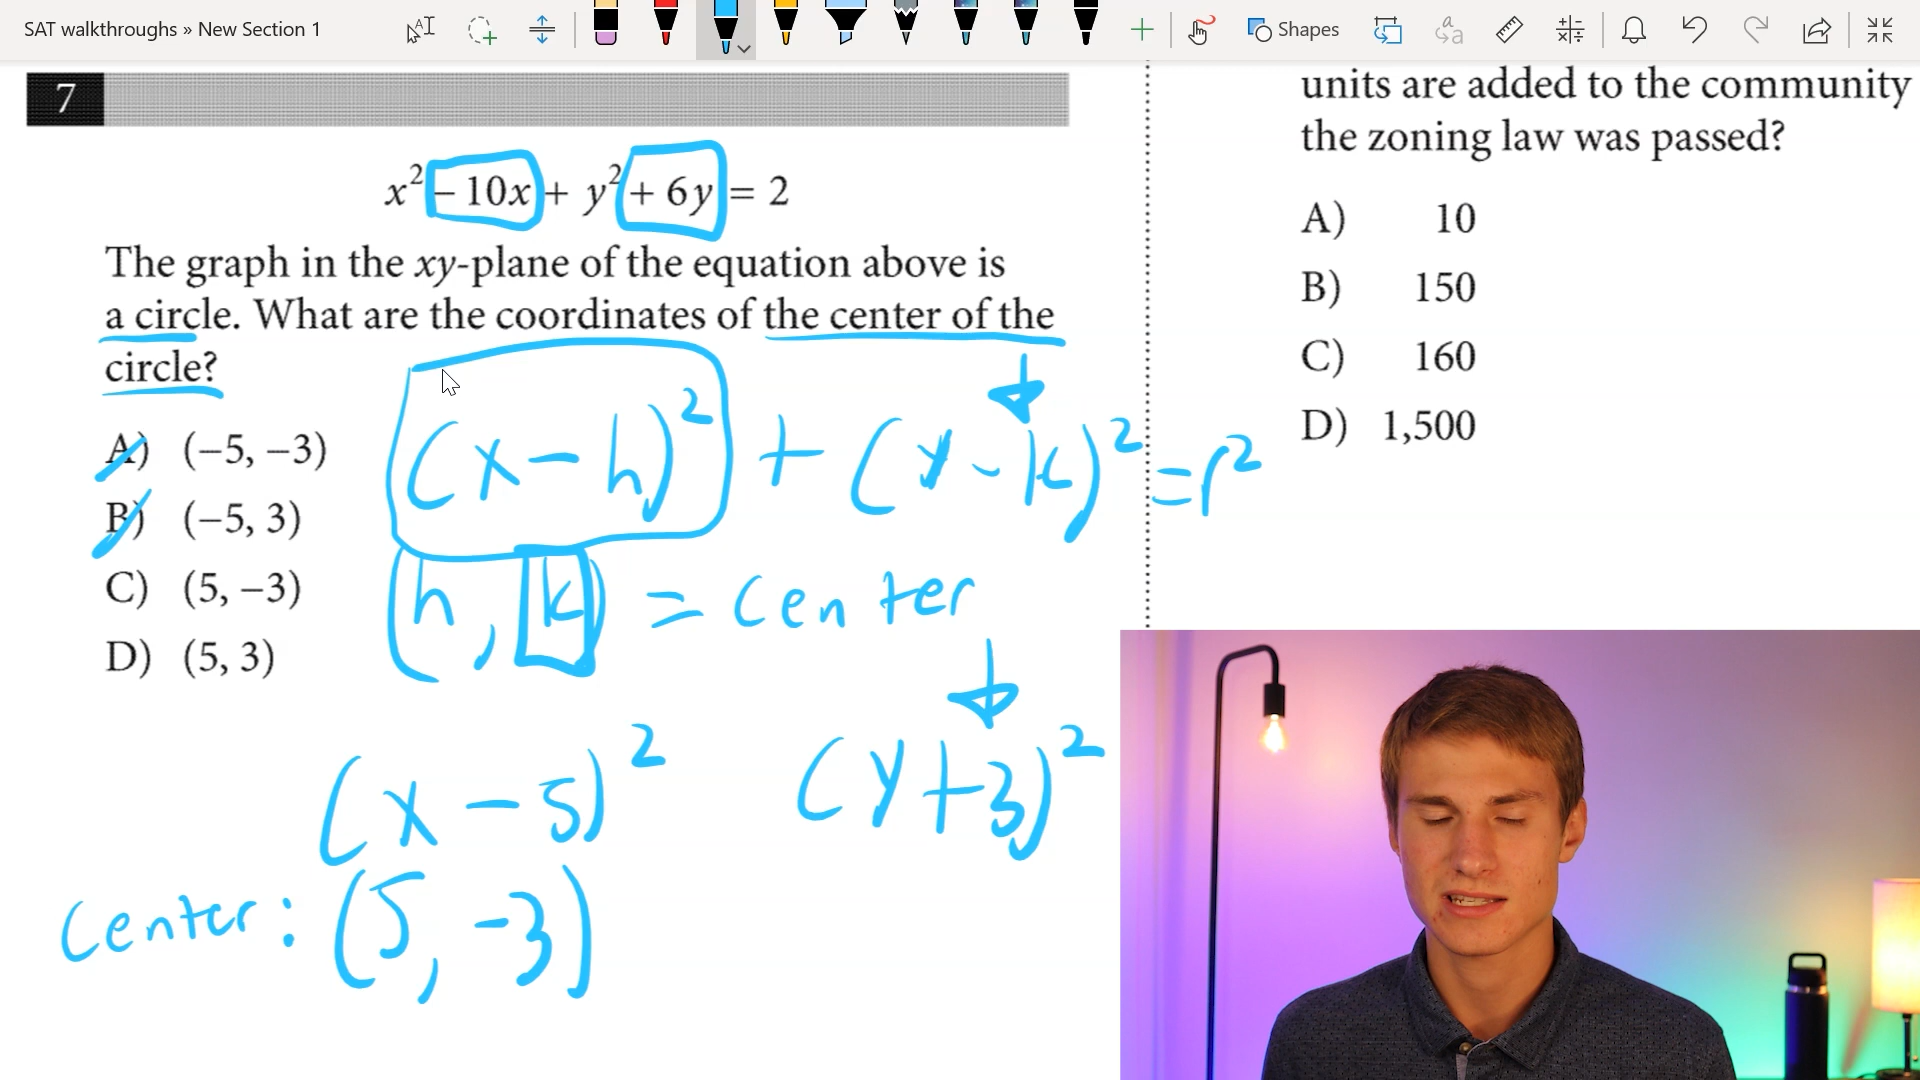 SAT walkthroughs » New Section 1
Shapes
7
x² − 10x + y² + 6y = 2
The graph in the xy-plane of the equation above is
a circle. What are the coordinates of the center of the
circle?
A) (−5, −3)
B) (−5, 3)
C) (5, −3)
D) (5, 3)
(x − h)² + (y − k)² = r²
(h, k) = center
(x − 5)² (y + 3)²
Center: (5, −3)
units are added to the community
the zoning law was passed?
A) 10
B) 150
C) 160
D) 1,500